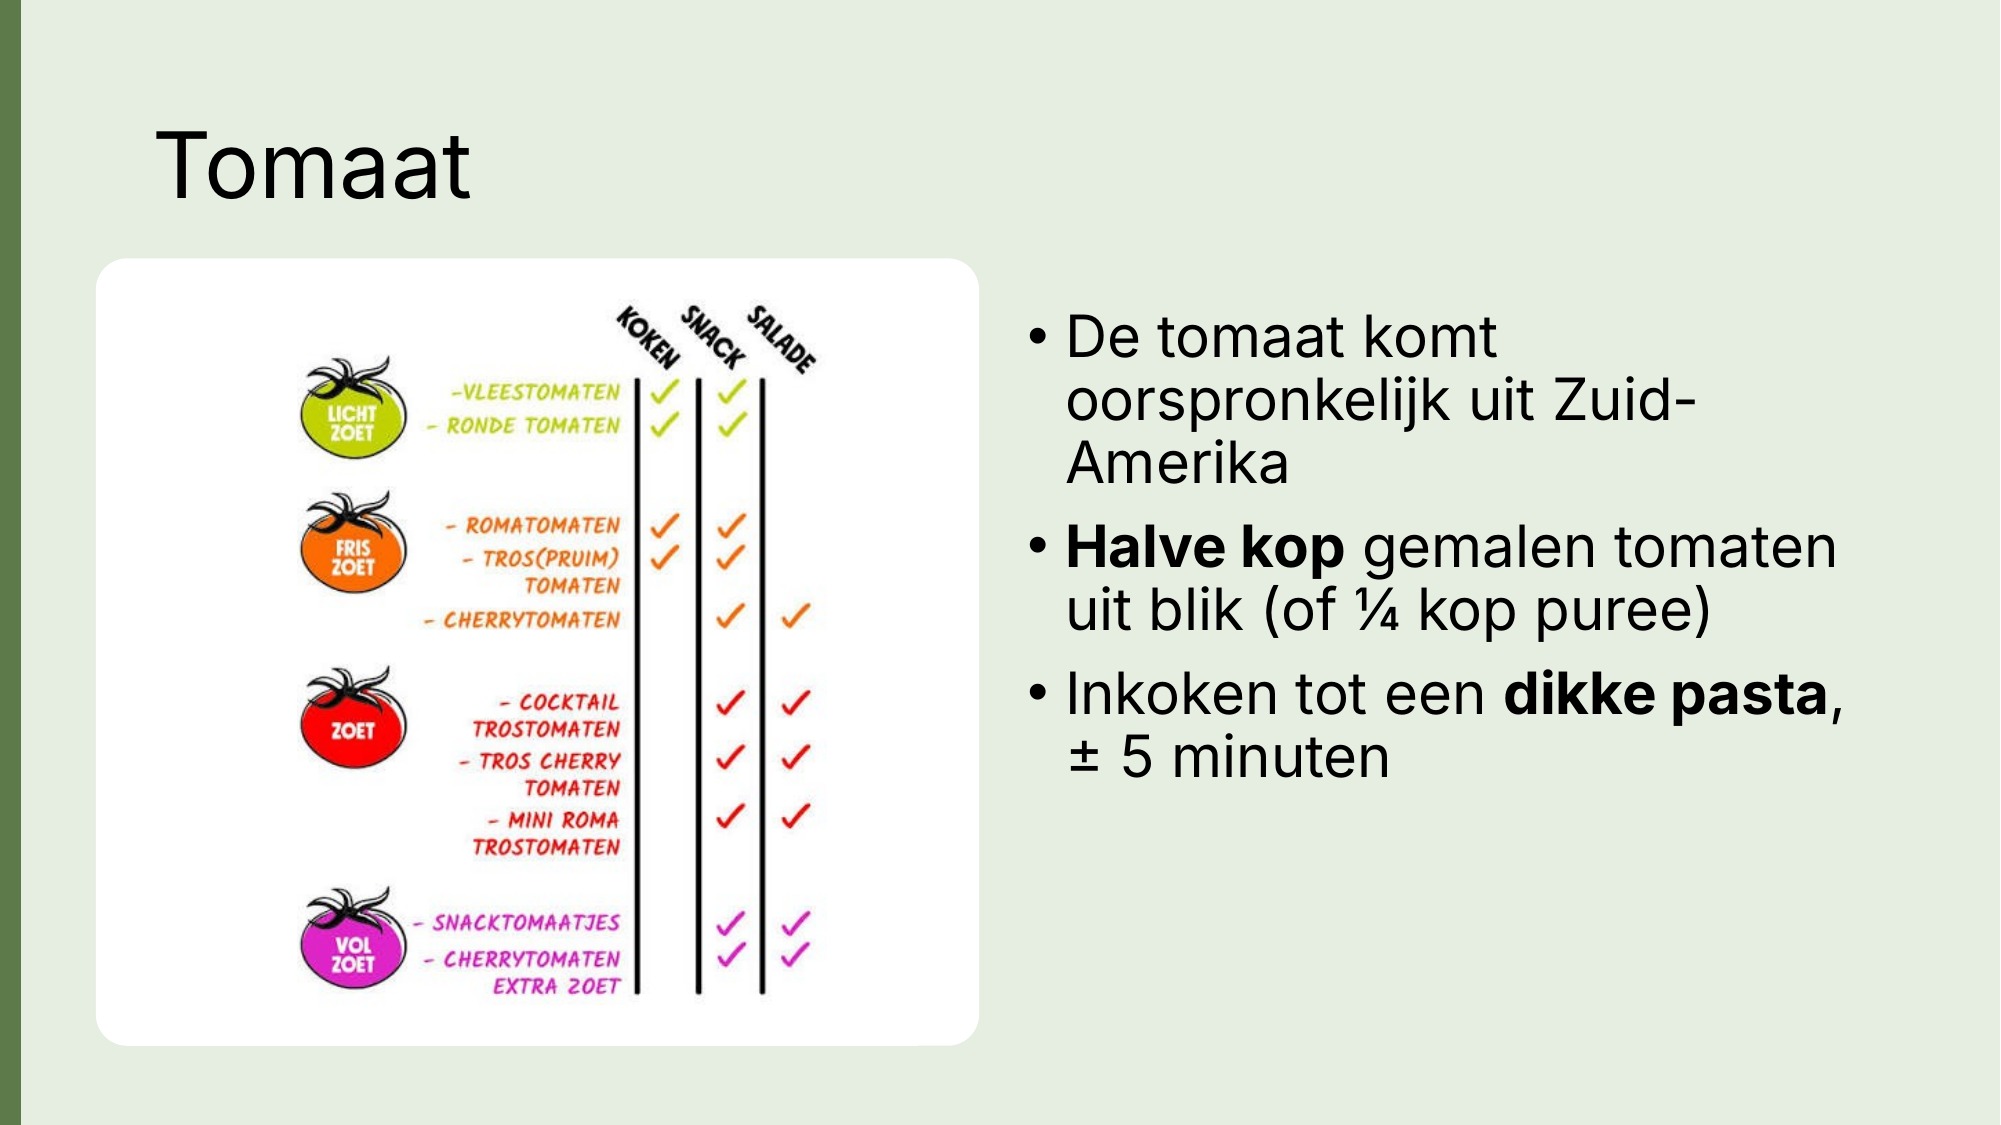 Tomaat
KOKEN SNACK SALADE
LICHT
ZOET
-VLEESTOMATEN ✓ ✓
- RONDE TOMATEN ✓ ✓
FRIS
ZOET
- ROMATOMATEN ✓ ✓
- TROS(PRUIM) ✓ ✓
TOMATEN
- CHERRYTOMATEN ✓ ✓
ZOET
- COCKTAIL ✓ ✓
TROSTOMATEN
- TROS CHERRY ✓ ✓
TOMATEN
- MINI ROMA ✓ ✓
TROSTOMATEN
VOL
ZOET
- SNACKTOMAATJES ✓ ✓
- CHERRYTOMATEN ✓ ✓
EXTRA ZOET
• De tomaat komt
oorspronkelijk uit Zuid-
Amerika
• Halve kop gemalen tomaten
uit blik (of ¼ kop puree)
• Inkoken tot een dikke pasta,
± 5 minuten